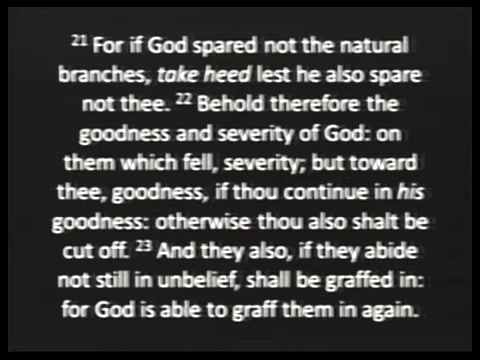 21 For if God spared not the natural
branches, take heed lest he also spare
not thee. 22 Behold therefore the
goodness and severity of God: on
them which fell, severity; but toward
thee, goodness, if thou continue in his
goodness: otherwise thou also shalt be
cut off. 23 And they also, if they abide
not still in unbelief, shall be graffed in:
for God is able to graff them in again.